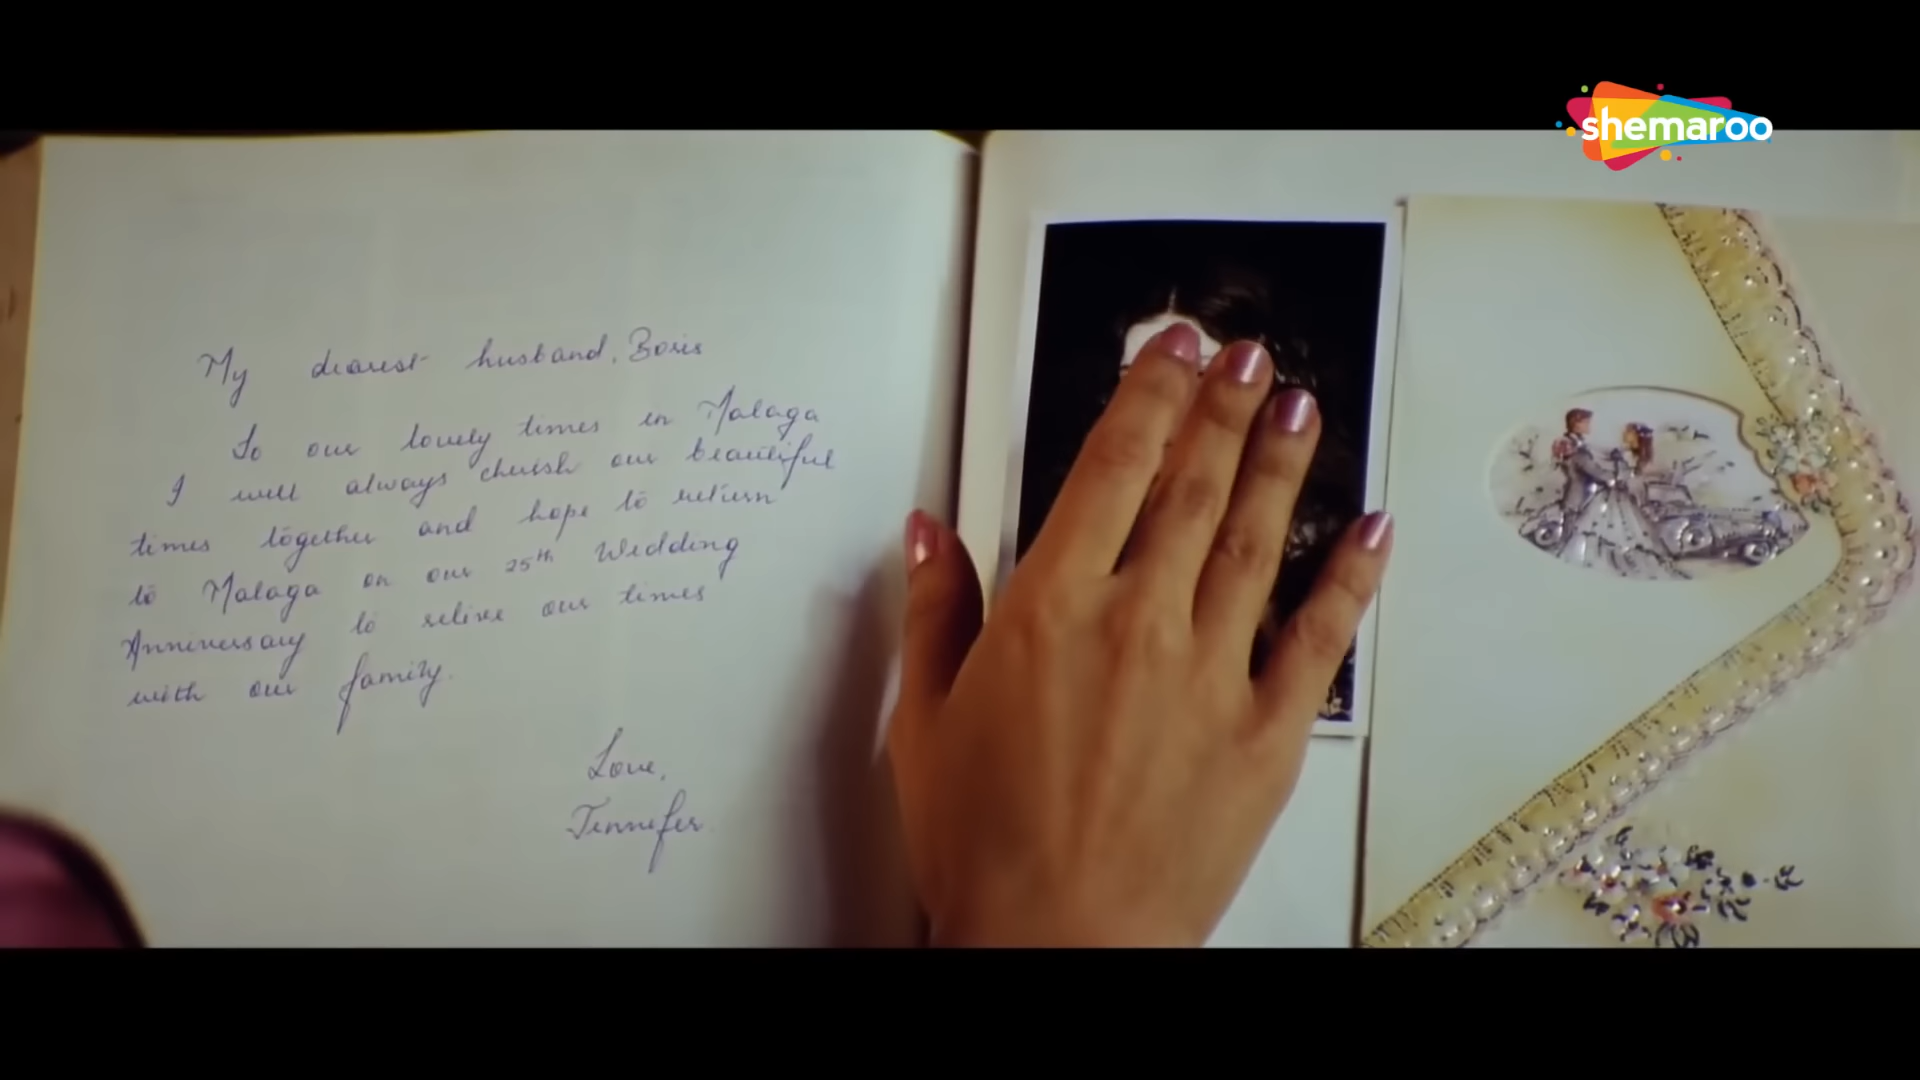 shemaroo
My dearest husband, Boris
To our lovely times in Malaga
I will always cherish our beautiful
times together and hope to return
to Malaga on our 25th Wedding
Anniversary to relive our times
with our family.
Love,
Jennifer